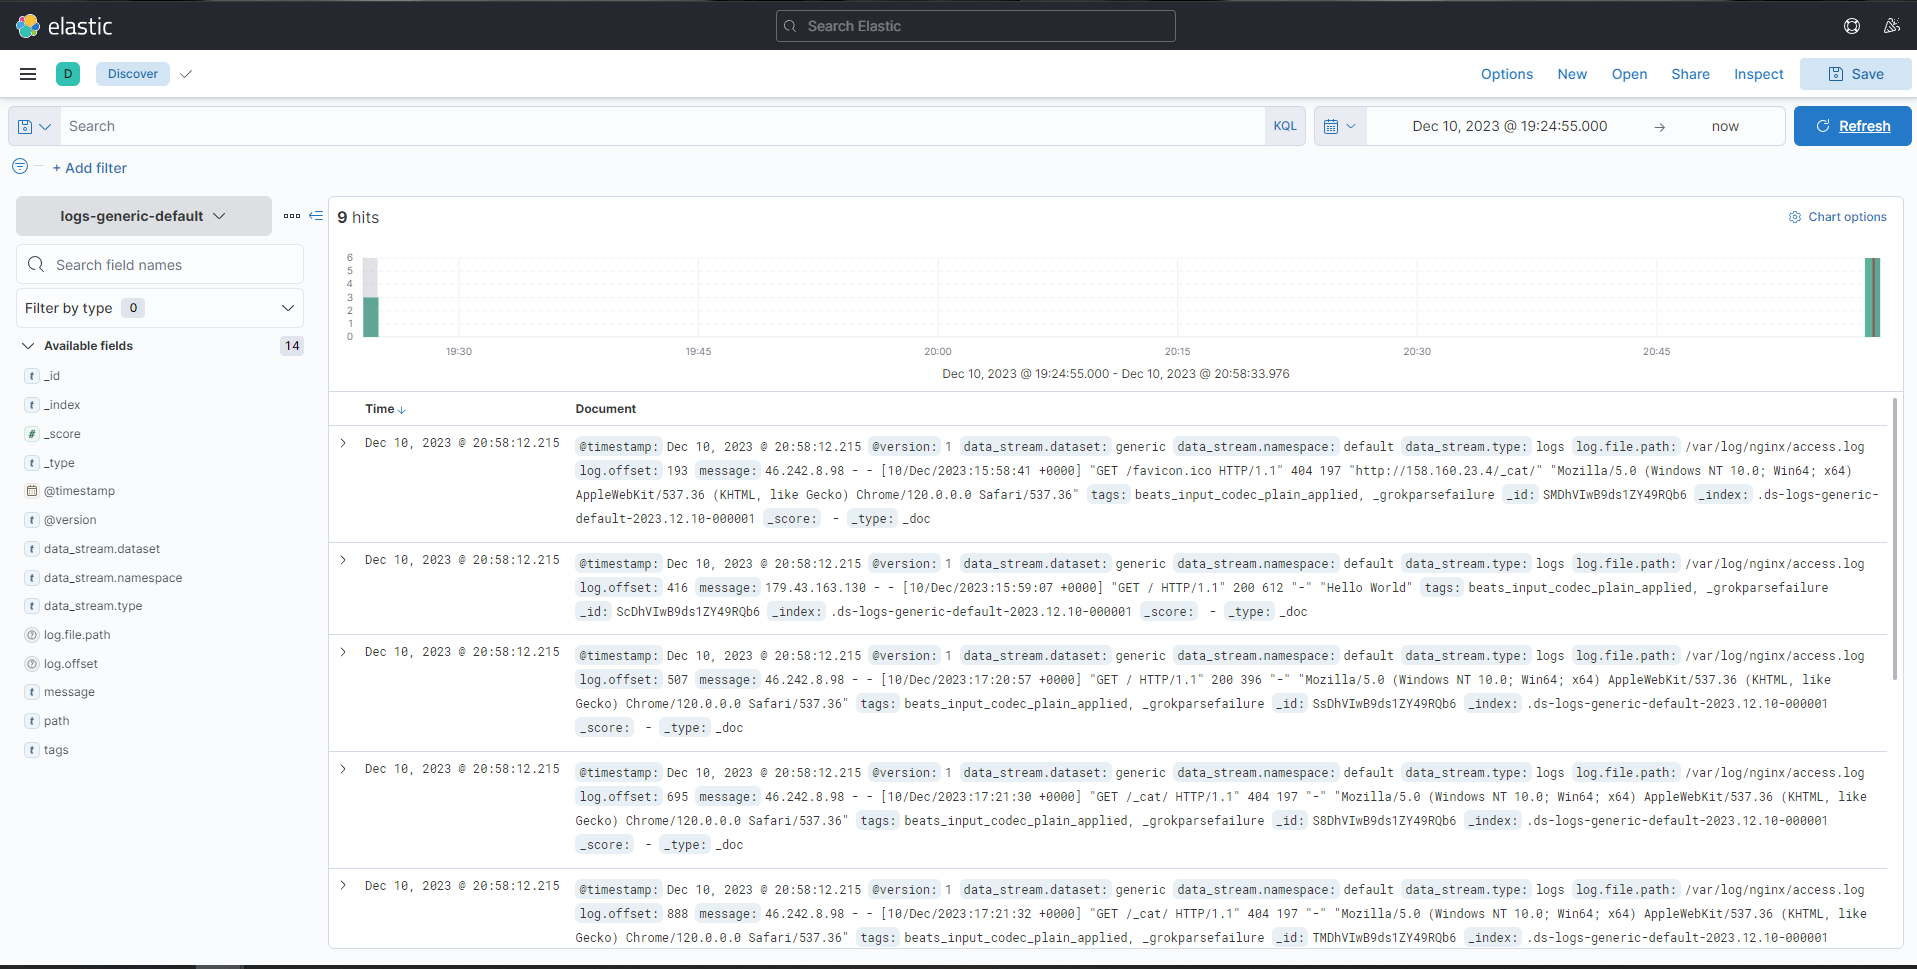 elastic
Search Elastic
D
Discover
Options New Open Share Inspect Save
Search
KQL
Dec 10, 2023 @ 19:24:55.000 → now
Refresh
+ Add filter
logs-generic-default
Search field names
Filter by type 0
Available fields 14
t _id
t _index
# _score
t _type
@timestamp
t @version
t data_stream.dataset
t data_stream.namespace
t data_stream.type
log.file.path
log.offset
t message
t path
t tags
9 hits
Chart options
6
5
4
3
2
1
0
19:30 19:45 20:00 20:15 20:30 20:45
Dec 10, 2023 @ 19:24:55.000 - Dec 10, 2023 @ 20:58:33.976
Time ↓ Document
Dec 10, 2023 @ 20:58:12.215 @timestamp: Dec 10, 2023 @ 20:58:12.215 @version: 1 data_stream.dataset: generic data_stream.namespace: default data_stream.type: logs log.file.path: /var/log/nginx/access.log
log.offset: 193 message: 46.242.8.98 - - [10/Dec/2023:15:58:41 +0000] "GET /favicon.ico HTTP/1.1" 404 197 "http://158.160.23.4/_cat/" "Mozilla/5.0 (Windows NT 10.0; Win64; x64)
AppleWebKit/537.36 (KHTML, like Gecko) Chrome/120.0.0.0 Safari/537.36" tags: beats_input_codec_plain_applied, _grokparsefailure _id: SMDhVIwB9ds1ZY49RQb6 _index: .ds-logs-generic-
default-2023.12.10-000001 _score: - _type: _doc
Dec 10, 2023 @ 20:58:12.215 @timestamp: Dec 10, 2023 @ 20:58:12.215 @version: 1 data_stream.dataset: generic data_stream.namespace: default data_stream.type: logs log.file.path: /var/log/nginx/access.log
log.offset: 416 message: 179.43.163.130 - - [10/Dec/2023:15:59:07 +0000] "GET / HTTP/1.1" 200 612 "-" "Hello World" tags: beats_input_codec_plain_applied, _grokparsefailure
_id: ScDhVIwB9ds1ZY49RQb6 _index: .ds-logs-generic-default-2023.12.10-000001 _score: - _type: _doc
Dec 10, 2023 @ 20:58:12.215 @timestamp: Dec 10, 2023 @ 20:58:12.215 @version: 1 data_stream.dataset: generic data_stream.namespace: default data_stream.type: logs log.file.path: /var/log/nginx/access.log
log.offset: 507 message: 46.242.8.98 - - [10/Dec/2023:17:20:57 +0000] "GET / HTTP/1.1" 200 396 "-" "Mozilla/5.0 (Windows NT 10.0; Win64; x64) AppleWebKit/537.36 (KHTML, like
Gecko) Chrome/120.0.0.0 Safari/537.36" tags: beats_input_codec_plain_applied, _grokparsefailure _id: SsDhVIwB9ds1ZY49RQb6 _index: .ds-logs-generic-default-2023.12.10-000001
_score: - _type: _doc
Dec 10, 2023 @ 20:58:12.215 @timestamp: Dec 10, 2023 @ 20:58:12.215 @version: 1 data_stream.dataset: generic data_stream.namespace: default data_stream.type: logs log.file.path: /var/log/nginx/access.log
log.offset: 695 message: 46.242.8.98 - - [10/Dec/2023:17:21:30 +0000] "GET /_cat/ HTTP/1.1" 404 197 "-" "Mozilla/5.0 (Windows NT 10.0; Win64; x64) AppleWebKit/537.36 (KHTML, like
Gecko) Chrome/120.0.0.0 Safari/537.36" tags: beats_input_codec_plain_applied, _grokparsefailure _id: S8DhVIwB9ds1ZY49RQb6 _index: .ds-logs-generic-default-2023.12.10-000001
_score: - _type: _doc
Dec 10, 2023 @ 20:58:12.215 @timestamp: Dec 10, 2023 @ 20:58:12.215 @version: 1 data_stream.dataset: generic data_stream.namespace: default data_stream.type: logs log.file.path: /var/log/nginx/access.log
log.offset: 888 message: 46.242.8.98 - - [10/Dec/2023:17:21:32 +0000] "GET /_cat/ HTTP/1.1" 404 197 "-" "Mozilla/5.0 (Windows NT 10.0; Win64; x64) AppleWebKit/537.36 (KHTML, like
Gecko) Chrome/120.0.0.0 Safari/537.36" tags: beats_input_codec_plain_applied, _grokparsefailure _id: TMDhVIwB9ds1ZY49RQb6 _index: .ds-logs-generic-default-2023.12.10-000001